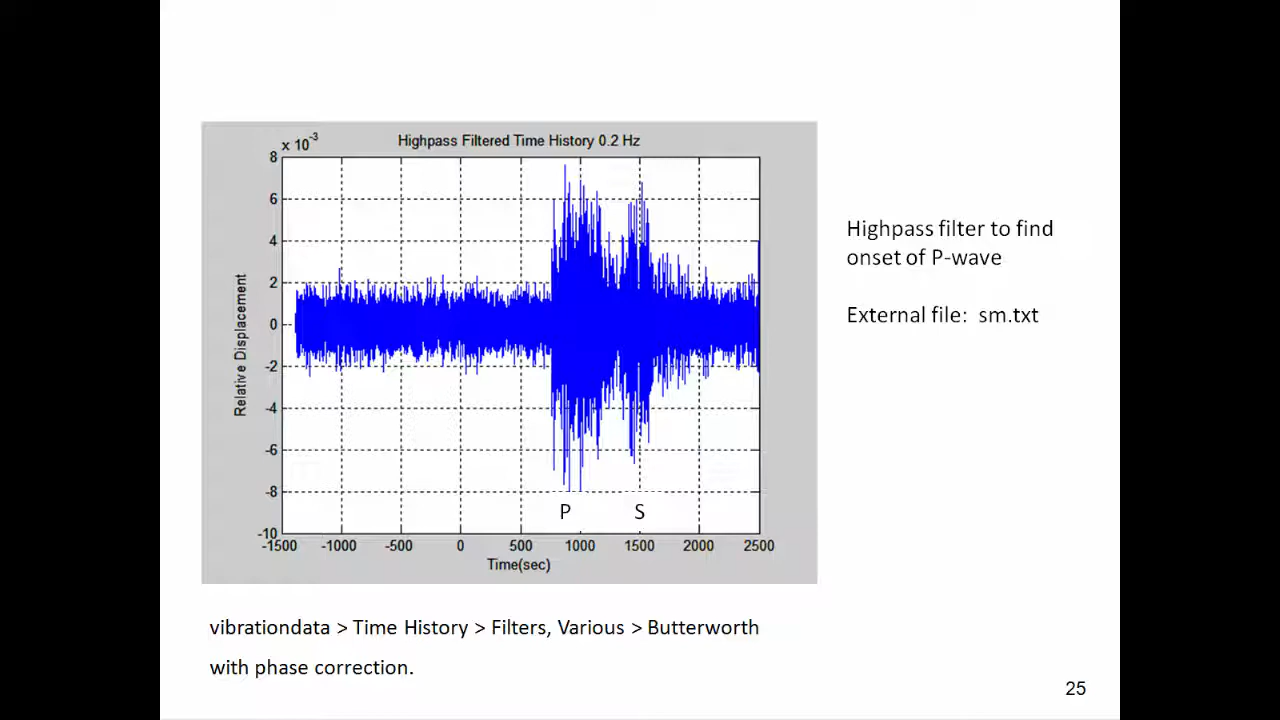 Highpass Filtered Time History 0.2 Hz
x 10^-3
8
6
4
2
0
-2
-4
-6
-8
-10
Relative Displacement
P S
-1500 -1000 -500 0 500 1000 1500 2000 2500
Time(sec)
Highpass filter to find
onset of P-wave
External file: sm.txt
vibrationdata > Time History > Filters, Various > Butterworth
with phase correction.
25